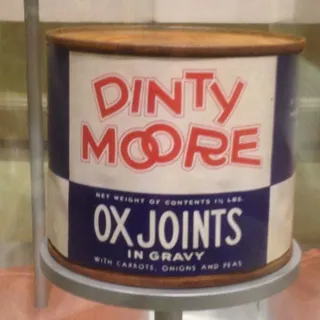 DINTY
MOORE
NET WEIGHT OF CONTENTS 1½ LBS.
OX JOINTS
IN GRAVY
WITH CARROTS, ONIONS AND PEAS